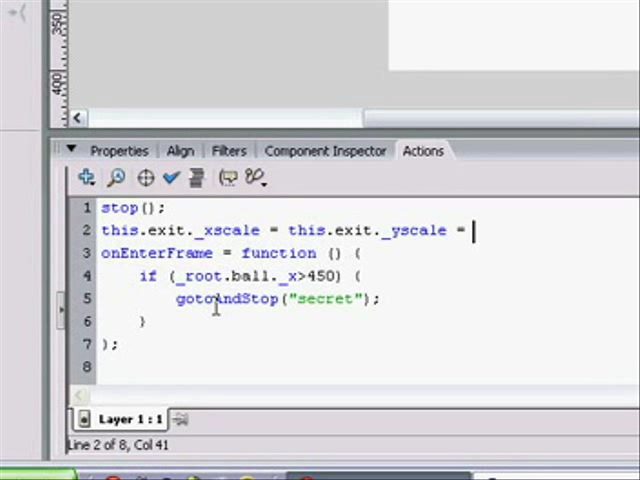 350
400
Properties Align Filters Component Inspector Actions
1 stop();
2 this.exit._xscale = this.exit._yscale =
3 onEnterFrame = function () {
4 if (_root.ball._x>450) {
5 gotoAndStop("secret");
6 }
7 };
8
Layer 1 : 1
Line 2 of 8, Col 41